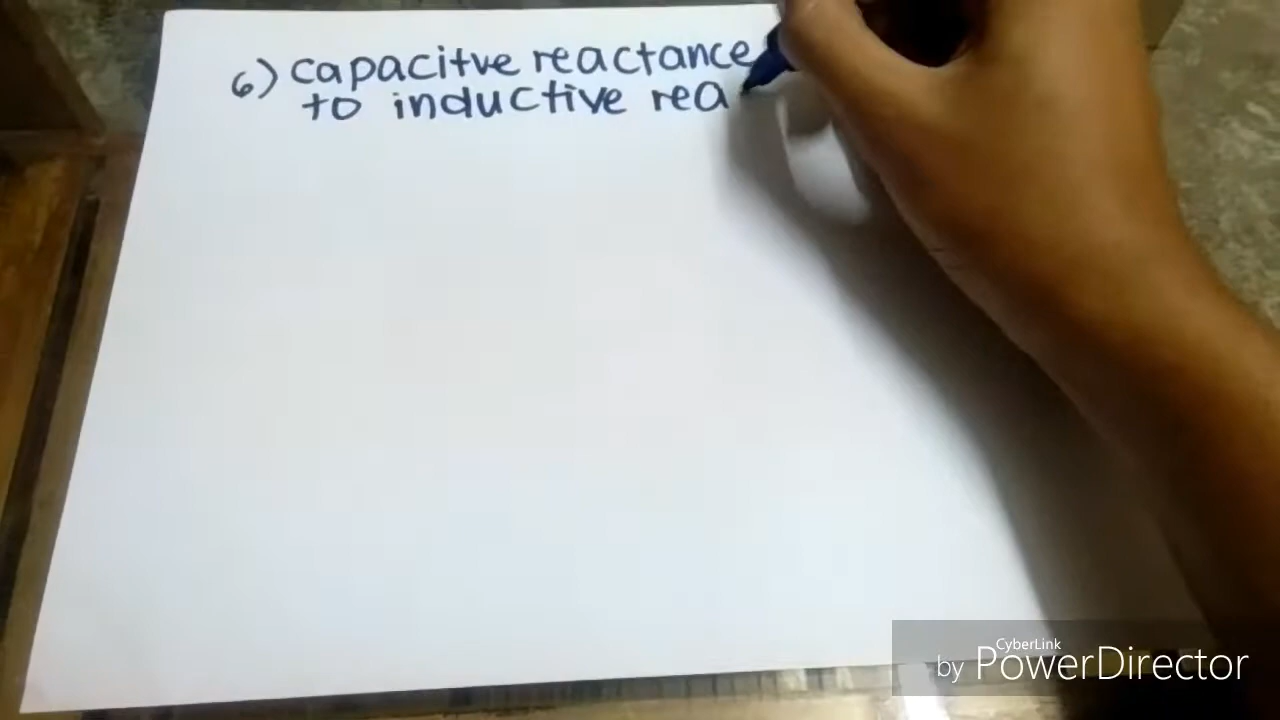 6) capacitve reactance
to inductive rea
CyberLink
by PowerDirector